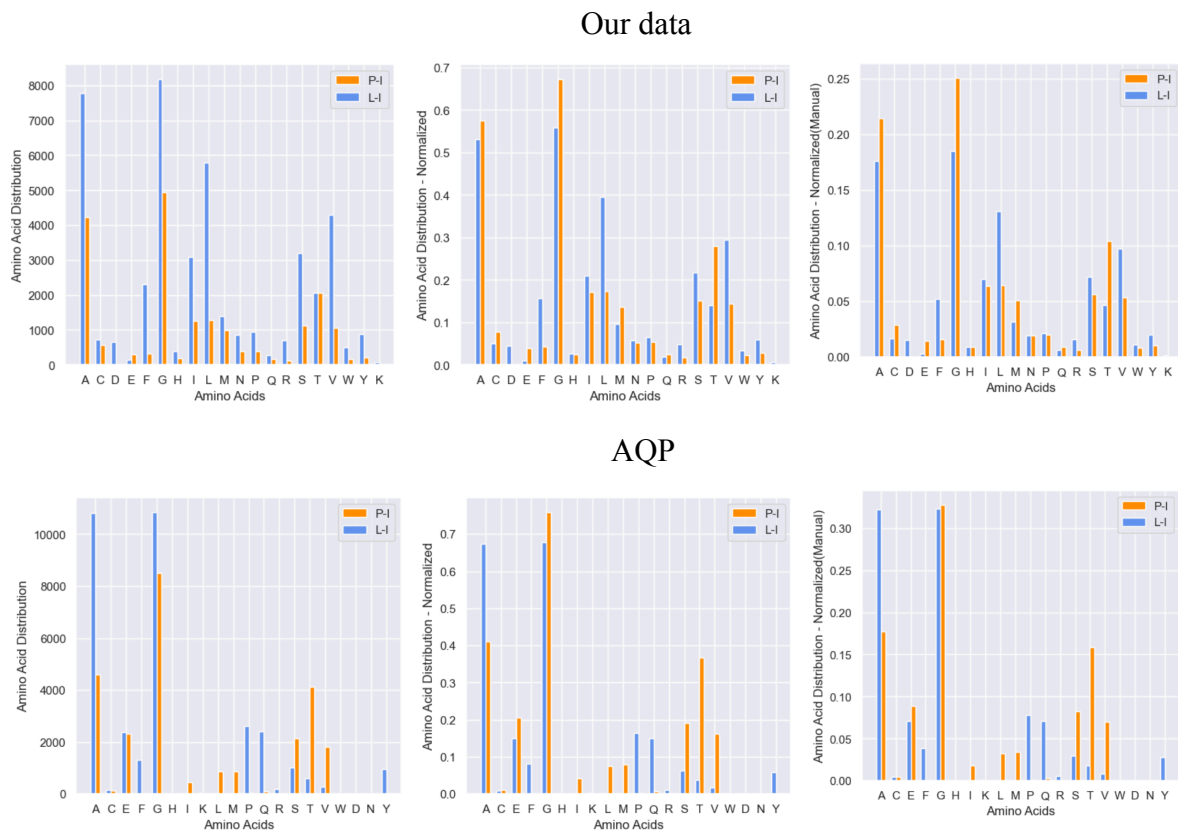 Our data
Amino Acid Distribution
8000
7000
6000
5000
4000
3000
2000
1000
0
P-I
L-I
A C D E F G H I L M N P Q R S T V W Y K
Amino Acids
Amino Acid Distribution - Normalized
0.7
0.6
0.5
0.4
0.3
0.2
0.1
0.0
P-I
L-I
A C D E F G H I L M N P Q R S T V W Y K
Amino Acids
Amino Acid Distribution - Normalized(Manual)
0.25
0.20
0.15
0.10
0.05
0.00
P-I
L-I
A C D E F G H I L M N P Q R S T V W Y K
Amino Acids
AQP
Amino Acid Distribution
10000
8000
6000
4000
2000
0
P-I
L-I
A C E F G H I K L M P Q R S T V W D N Y
Amino Acids
Amino Acid Distribution - Normalized
0.7
0.6
0.5
0.4
0.3
0.2
0.1
0.0
P-I
L-I
A C E F G H I K L M P Q R S T V W D N Y
Amino Acids
Amino Acid Distribution - Normalized(Manual)
0.30
0.25
0.20
0.15
0.10
0.05
0.00
P-I
L-I
A C E F G H I K L M P Q R S T V W D N Y
Amino Acids